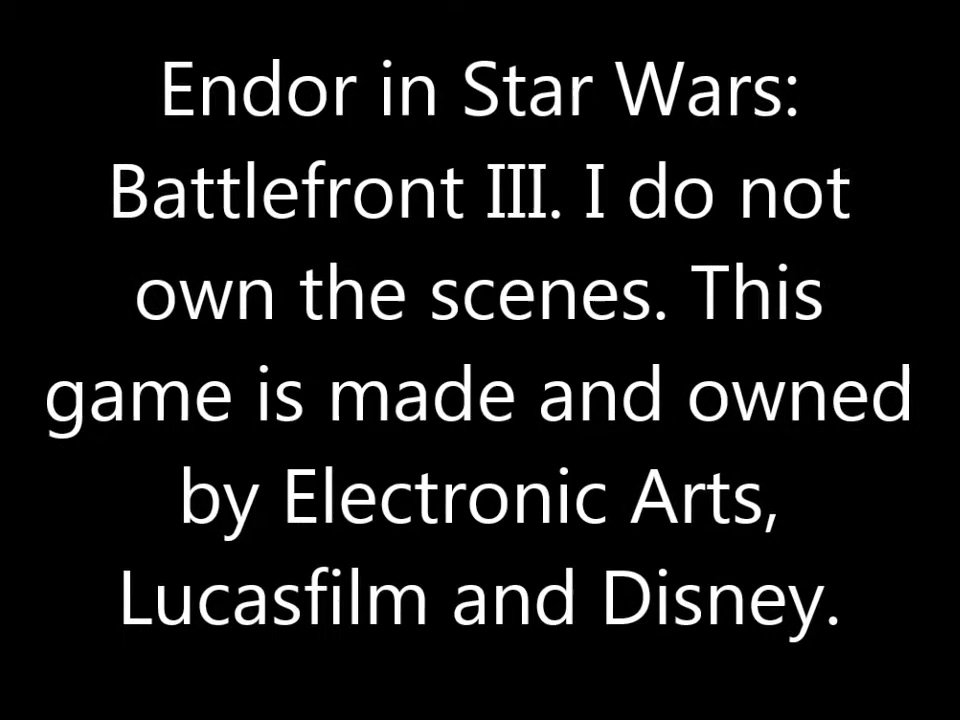 Endor in Star Wars:
Battlefront III. I do not
own the scenes. This
game is made and owned
by Electronic Arts,
Lucasfilm and Disney.